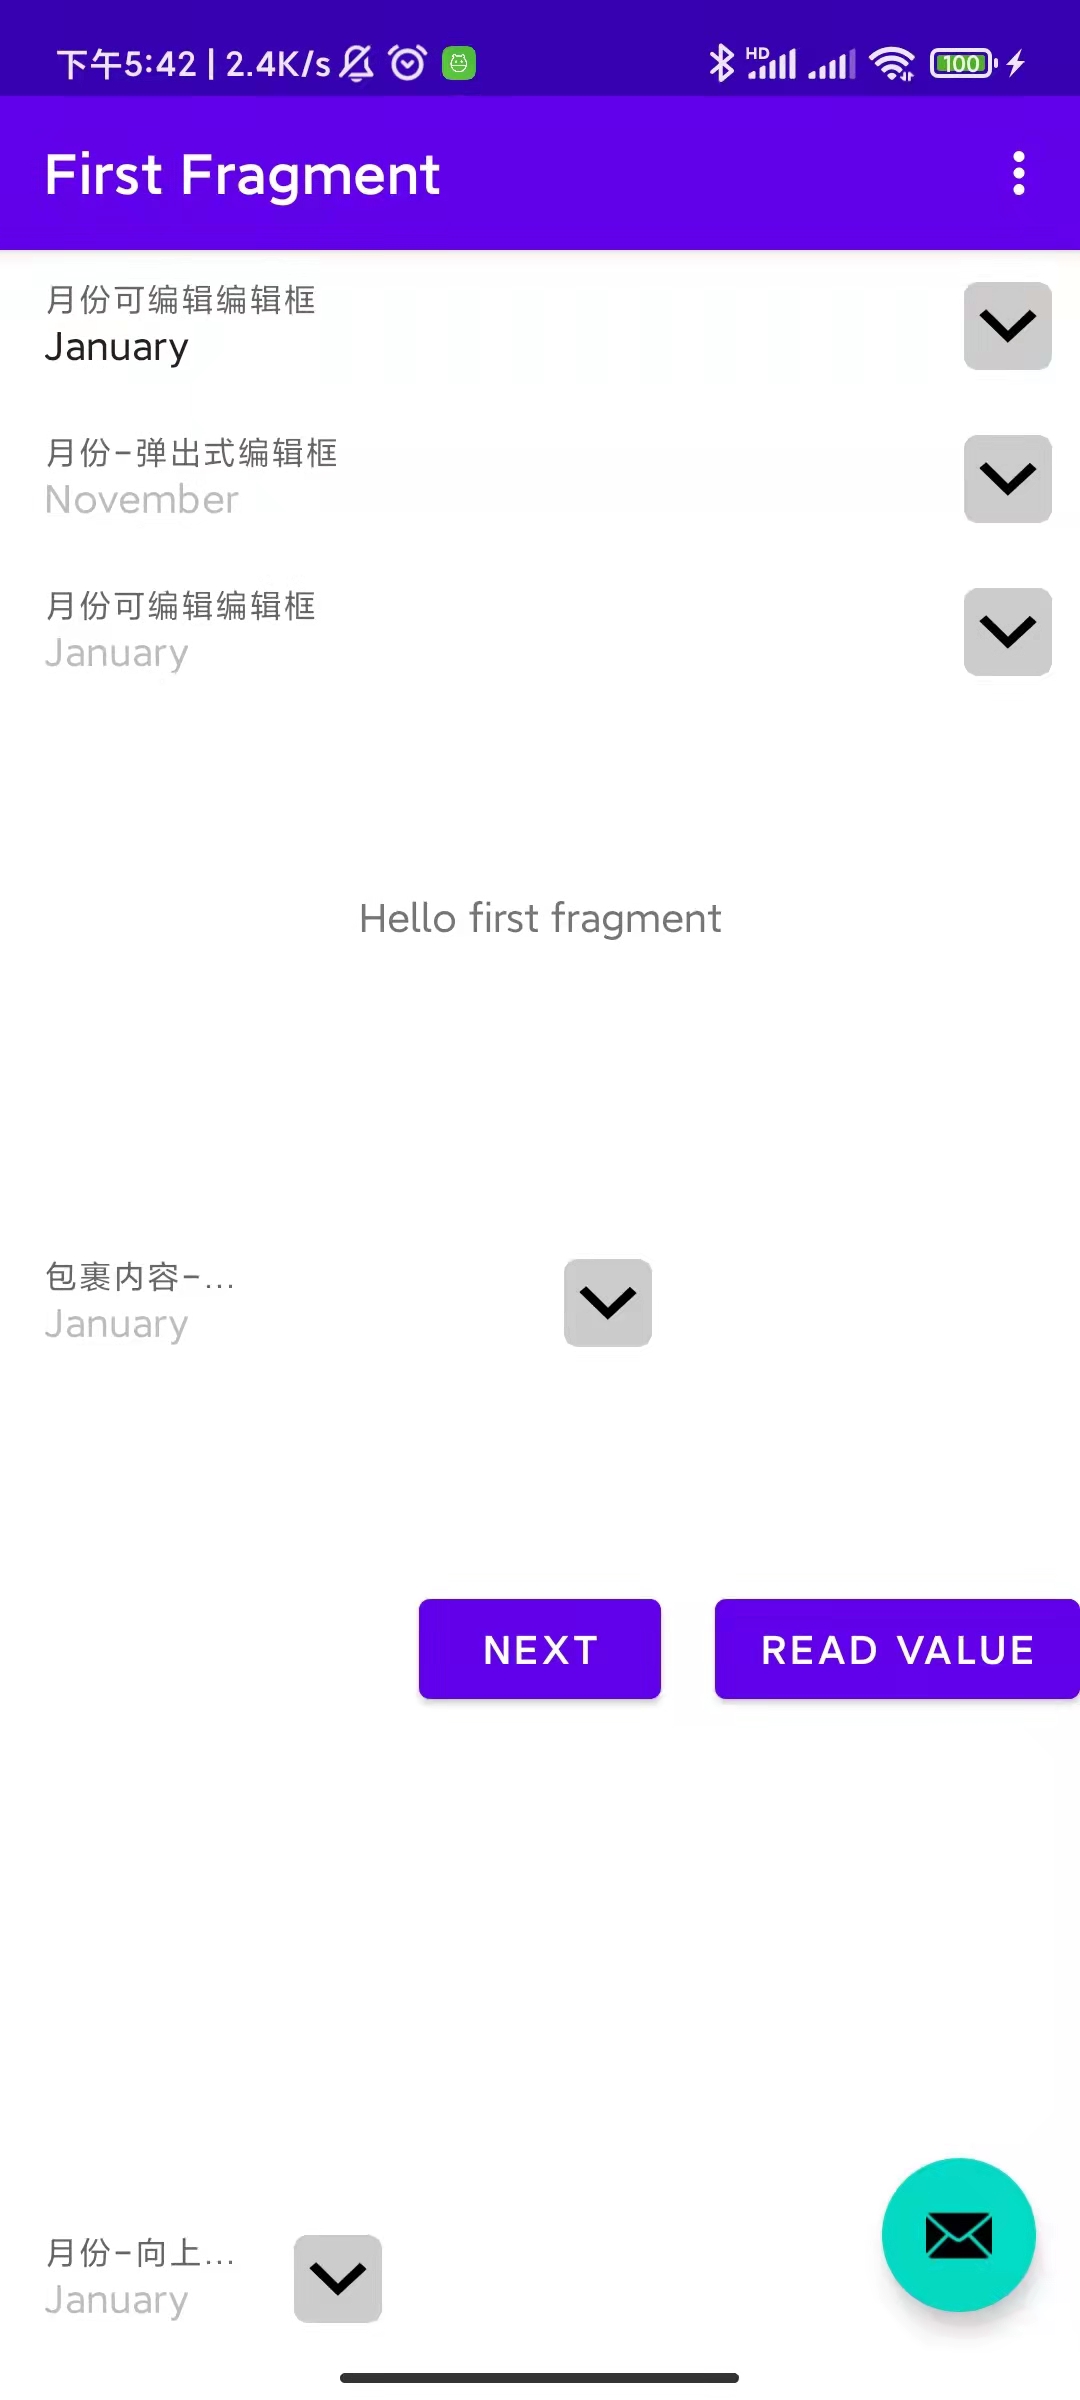 下午5:42 | 2.4K/s HD 100
First Fragment
月份可编辑编辑框
January
月份-弹出式编辑框
November
月份可编辑编辑框
January
Hello first fragment
包裹内容-...
January
NEXT READ VALUE
月份-向上...
January